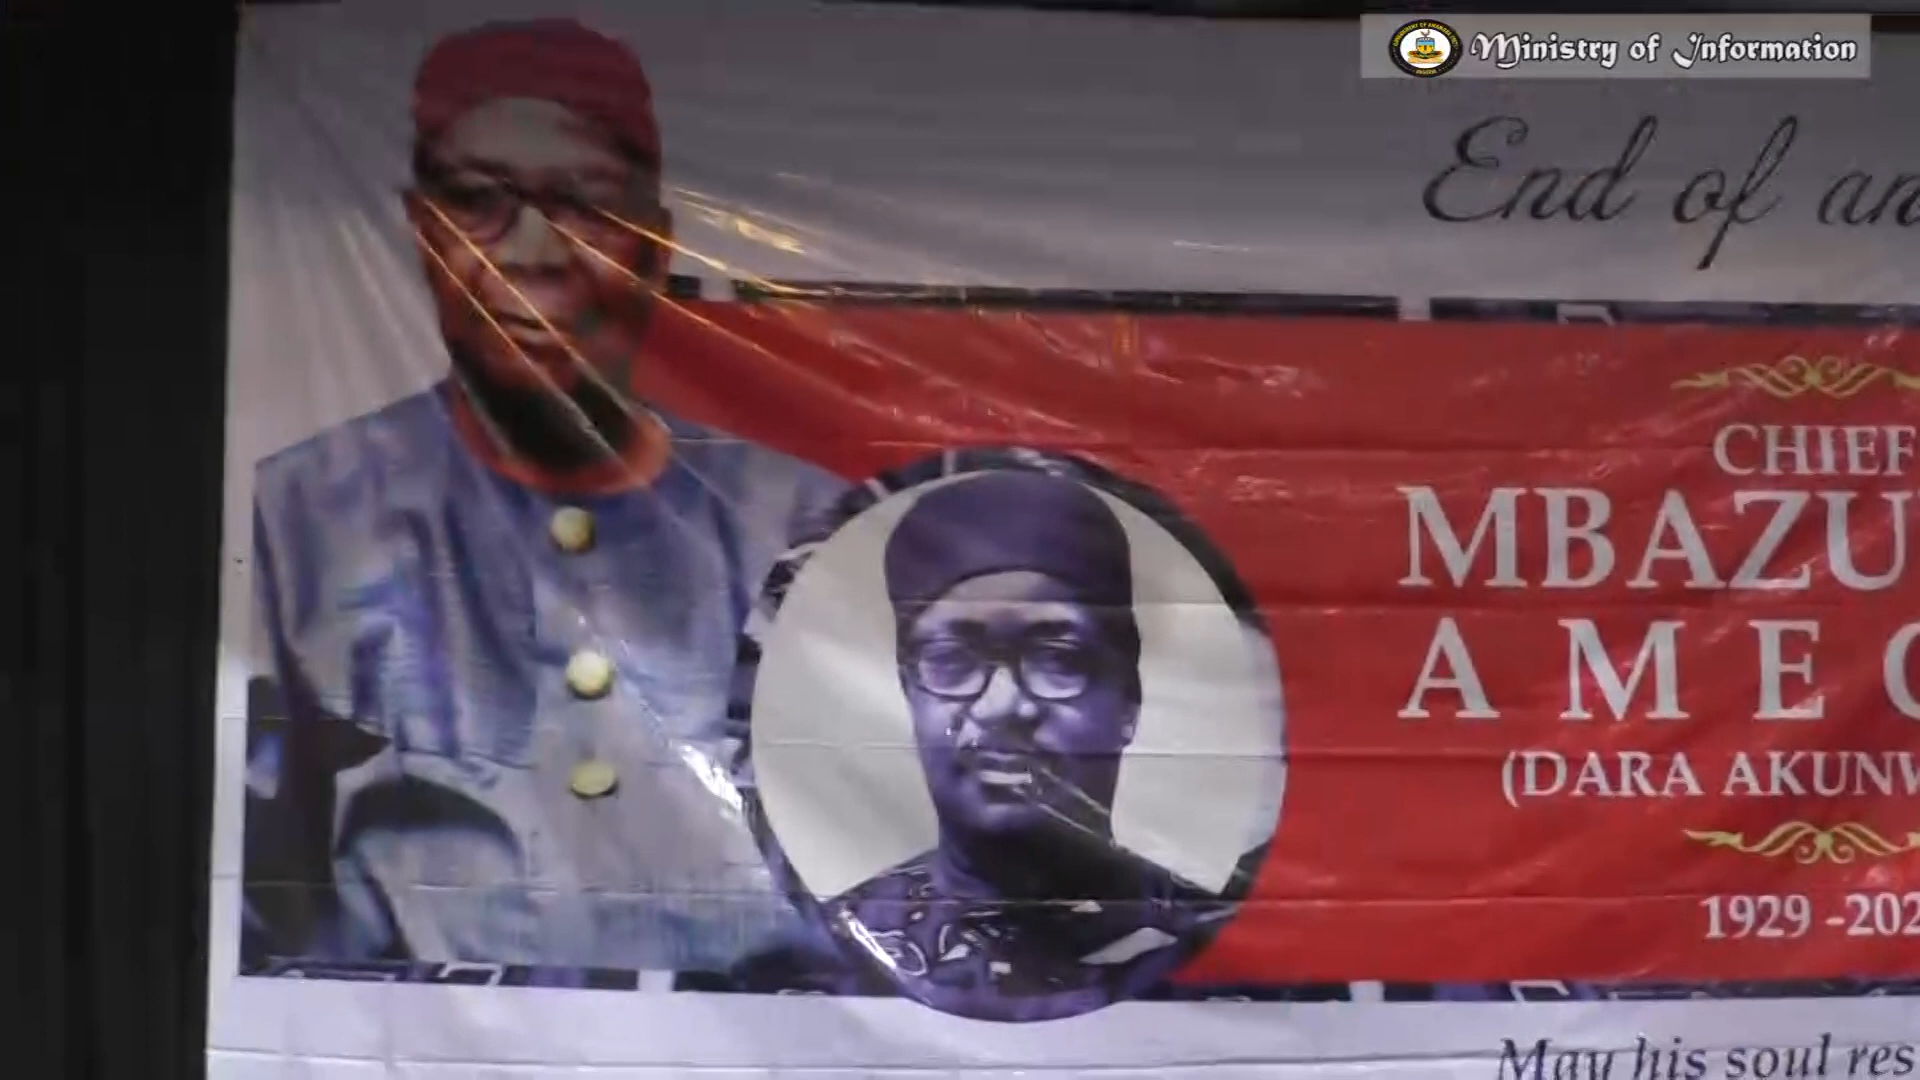 Ministry of Information
End of an
CHIEF
MBAZU
AMEC
(DARA AKUNW
1929 -202
May his soul res